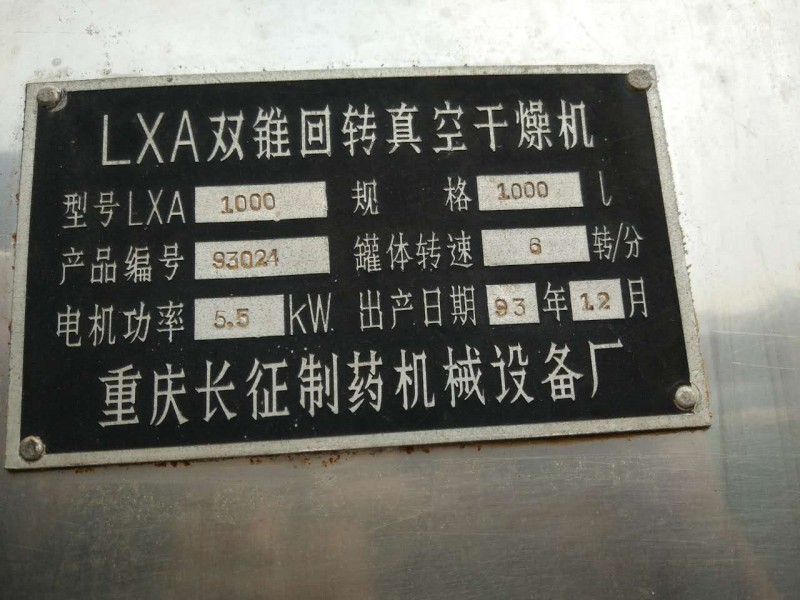 LXA双锥回转真空干燥机
型号LXA 1000 规 格 1000 l
产品编号 93024 罐体转速 6 转/分
电机功率 5.5 kW 出产日期 93 年 12 月
重庆长征制药机械设备厂